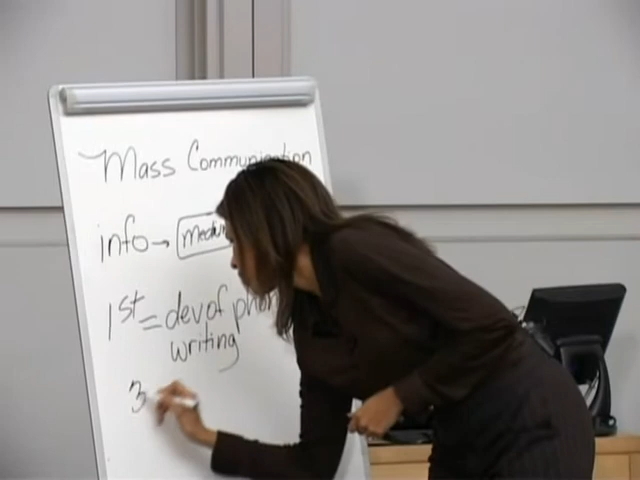 Mass Communication
info →
1st = dev of
writing
3